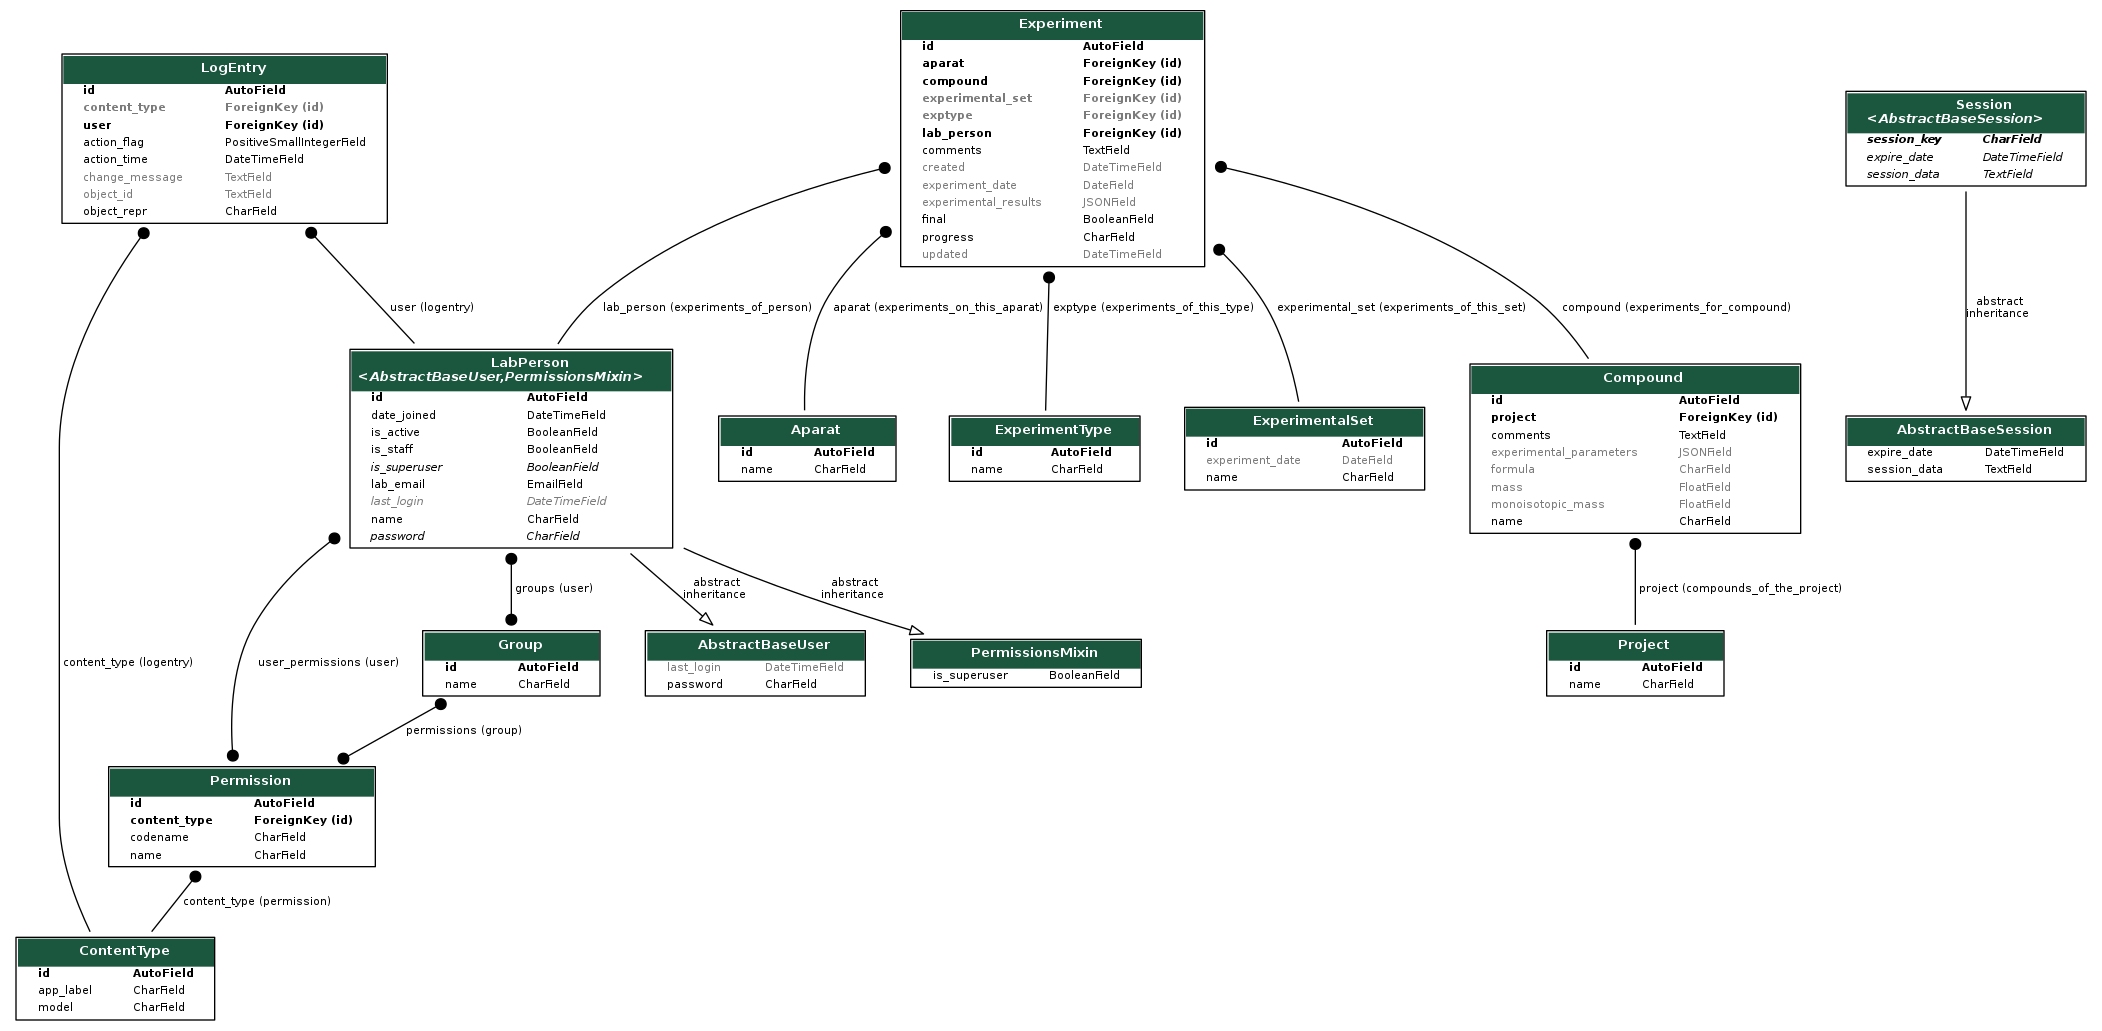 Experiment
id AutoField
aparat ForeignKey (id)
compound ForeignKey (id)
experimental_set ForeignKey (id)
exptype ForeignKey (id)
lab_person ForeignKey (id)
comments TextField
created DateTimeField
experiment_date DateField
experimental_results JSONField
final BooleanField
progress CharField
updated DateTimeField
LogEntry
id AutoField
content_type ForeignKey (id)
user ForeignKey (id)
action_flag PositiveSmallIntegerField
action_time DateTimeField
change_message TextField
object_id TextField
object_repr CharField
Session
<AbstractBaseSession>
session_key CharField
expire_date DateTimeField
session_data TextField
user (logentry)
lab_person (experiments_of_person)
aparat (experiments_on_this_aparat)
exptype (experiments_of_this_type)
experimental_set (experiments_of_this_set)
compound (experiments_for_compound)
abstract
inheritance
LabPerson
<AbstractBaseUser,PermissionsMixin>
id AutoField
date_joined DateTimeField
is_active BooleanField
is_staff BooleanField
is_superuser BooleanField
lab_email EmailField
last_login DateTimeField
name CharField
password CharField
Aparat
id AutoField
name CharField
ExperimentType
id AutoField
name CharField
ExperimentalSet
id AutoField
experiment_date DateField
name CharField
Compound
id AutoField
project ForeignKey (id)
comments TextField
experimental_parameters JSONField
formula CharField
mass FloatField
monoisotopic_mass FloatField
name CharField
AbstractBaseSession
expire_date DateTimeField
session_data TextField
groups (user)
abstract
inheritance
abstract
inheritance
project (compounds_of_the_project)
content_type (logentry)
user_permissions (user)
Group
id AutoField
name CharField
AbstractBaseUser
last_login DateTimeField
password CharField
PermissionsMixin
is_superuser BooleanField
Project
id AutoField
name CharField
permissions (group)
Permission
id AutoField
content_type ForeignKey (id)
codename CharField
name CharField
content_type (permission)
ContentType
id AutoField
app_label CharField
model CharField